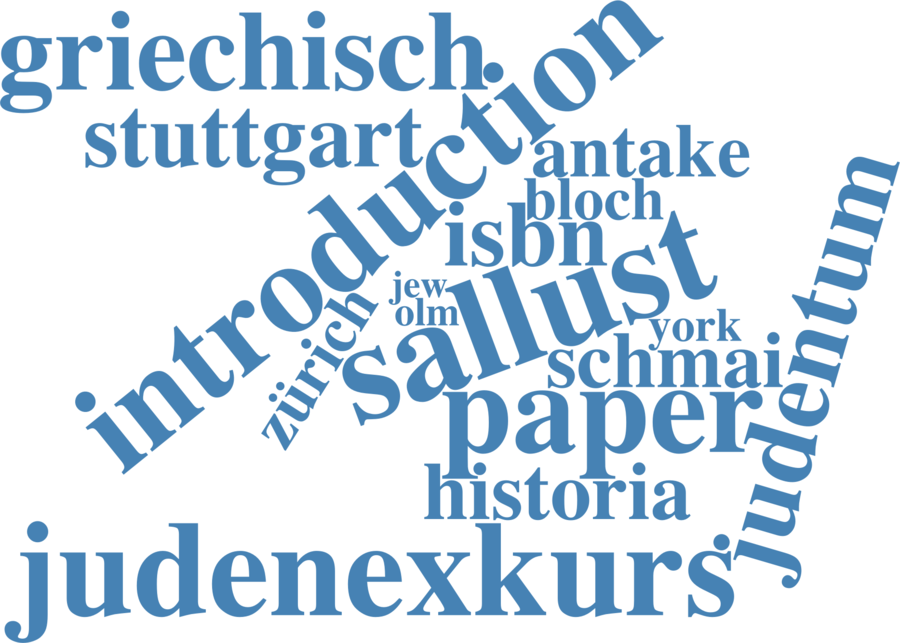 griechisch
introduction
stuttgart
antake
bloch
judentum
isbn
sallust
jew
olm
zürich
york
schmai
paper
historia
judenexkurs